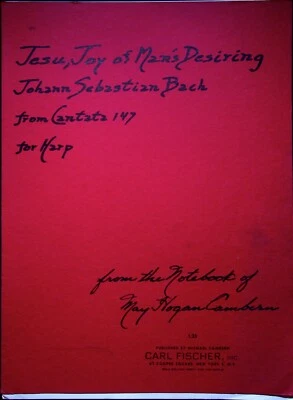 Jesu, Joy of Man's Desiring
Johann Sebastian Bach
from Cantata 147
for Harp
from the Notebook of
May Hogan Cambern
CARL FISCHER, INC.